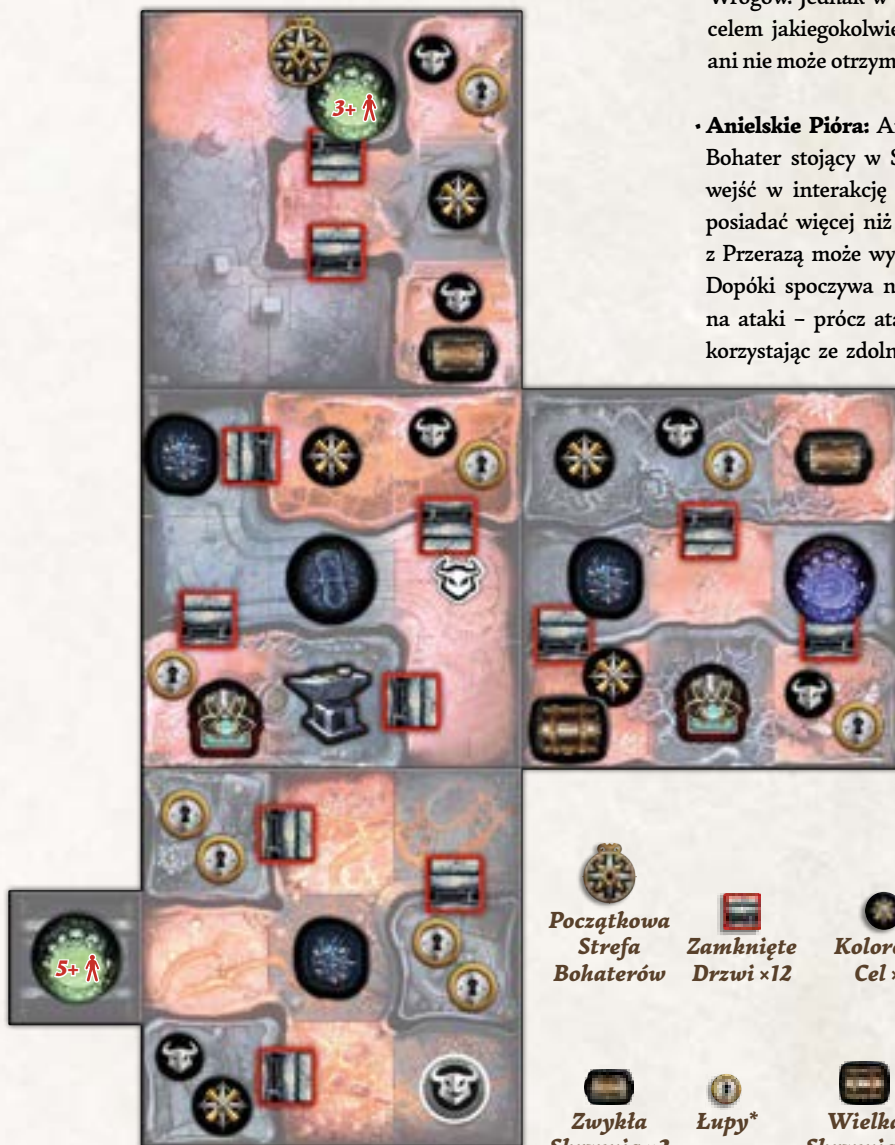 Wrogów. Jednak w
celem jakiegokolwie
ani nie może otrzym
• Anielskie Pióra: A
Bohater stojący w S
wejść w interakcję
posiadać więcej niż
z Przerazą może wy
Dopóki spoczywa n
na ataki – prócz ata
korzystając ze zdoln
3+
5+
Początkowa
Strefa
Bohaterów
Zamknięte
Drzwi ×12
Kolor
Cel ×
Zwykła
Łupy*
Wielk